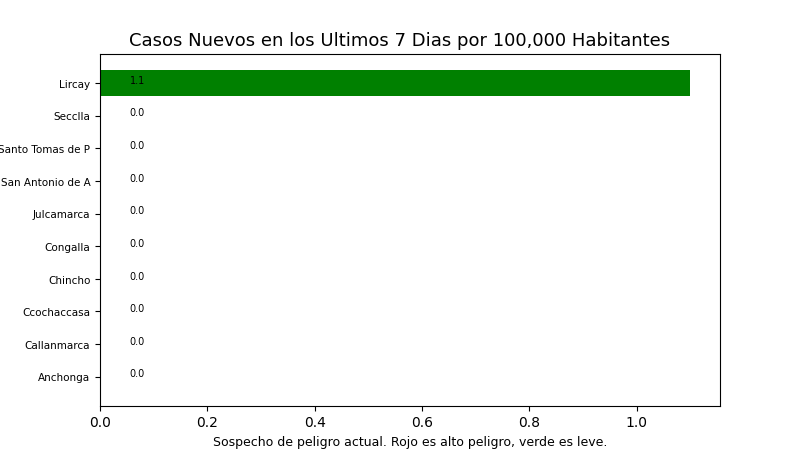 Casos Nuevos en los Ultimos 7 Dias por 100,000 Habitantes
Lircay 1.1
Secclla 0.0
Santo Tomas de P 0.0
San Antonio de A 0.0
Julcamarca 0.0
Congalla 0.0
Chincho 0.0
Ccochaccasa 0.0
Callanmarca 0.0
Anchonga 0.0
0.0 0.2 0.4 0.6 0.8 1.0
Sospecho de peligro actual. Rojo es alto peligro, verde es leve.